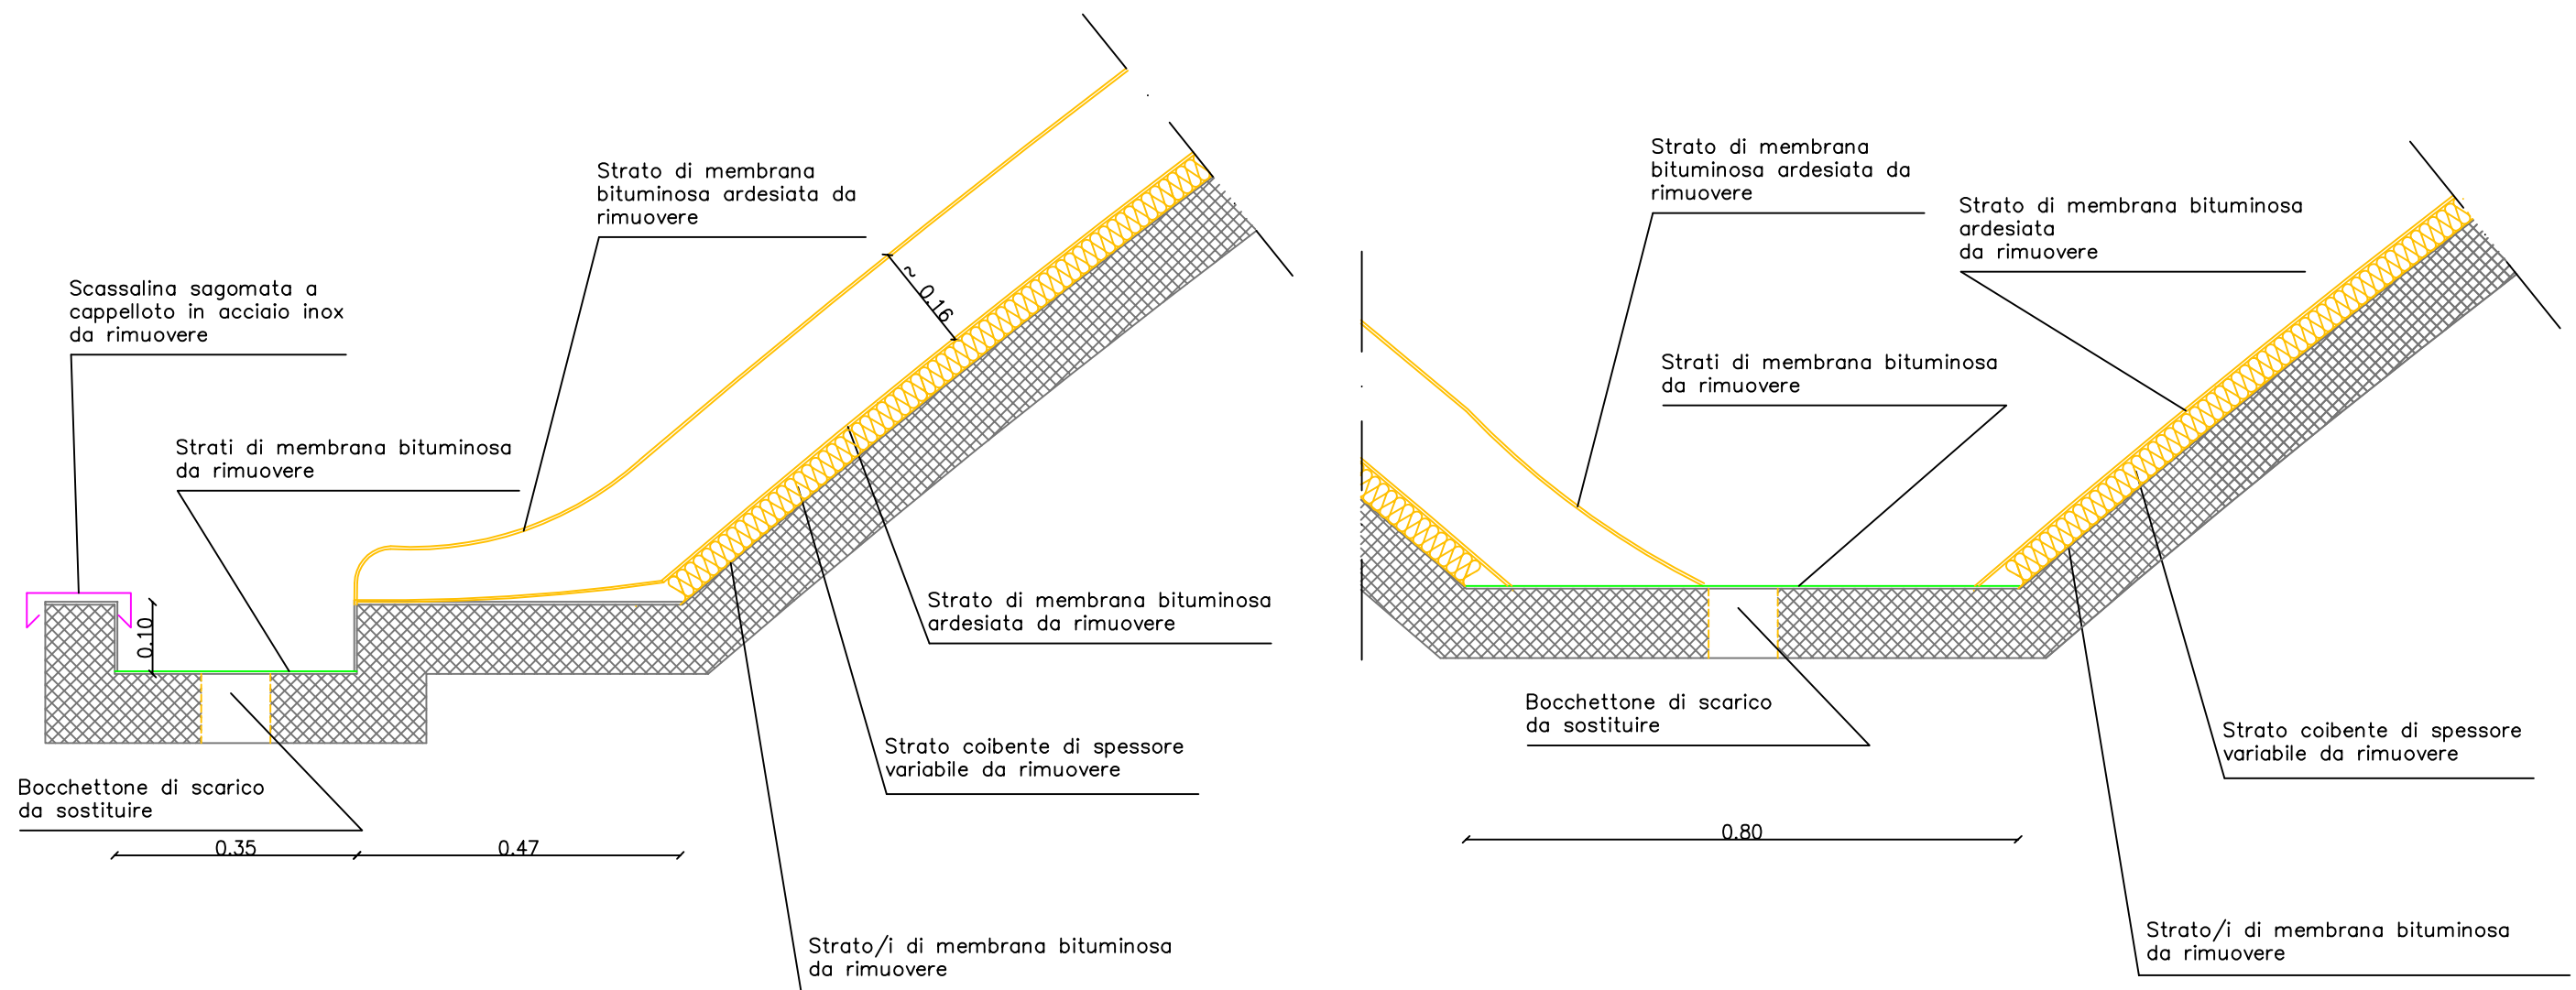 Strato di membrana
bituminosa ardesiata da
rimuovere
Scassalina sagomata a
cappelloto in acciaio inox
da rimuovere
Strati di membrana bituminosa
da rimuovere
~ 0.16
0.10
Strato di membrana bituminosa
ardesiata da rimuovere
Strato coibente di spessore
variabile da rimuovere
Bocchettone di scarico
da sostituire
0.35
0.47
Strato/i di membrana bituminosa
da rimuovere
Strato di membrana
bituminosa ardesiata da
rimuovere
Strato di membrana bituminosa
ardesiata
da rimuovere
Strati di membrana bituminosa
da rimuovere
Bocchettone di scarico
da sostituire
Strato coibente di spessore
variabile da rimuovere
0.80
Strato/i di membrana bituminosa
da rimuovere